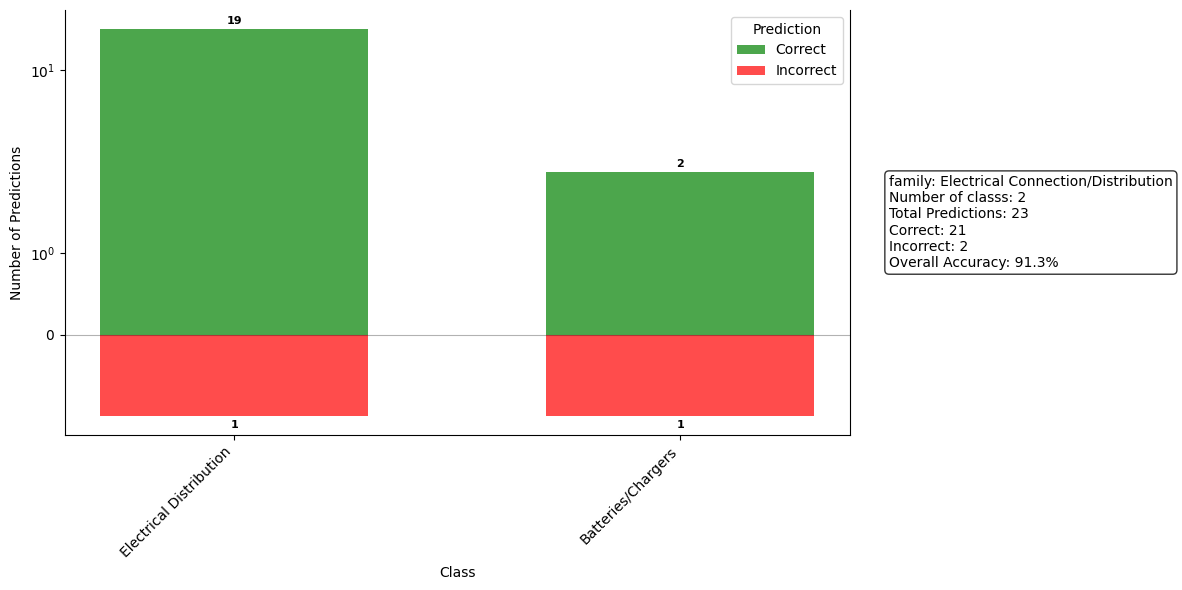 19
Prediction
Correct
Incorrect
10¹
2
Number of Predictions
10⁰
0
1
1
Electrical Distribution
Batteries/Chargers
Class
family: Electrical Connection/Distribution
Number of classs: 2
Total Predictions: 23
Correct: 21
Incorrect: 2
Overall Accuracy: 91.3%